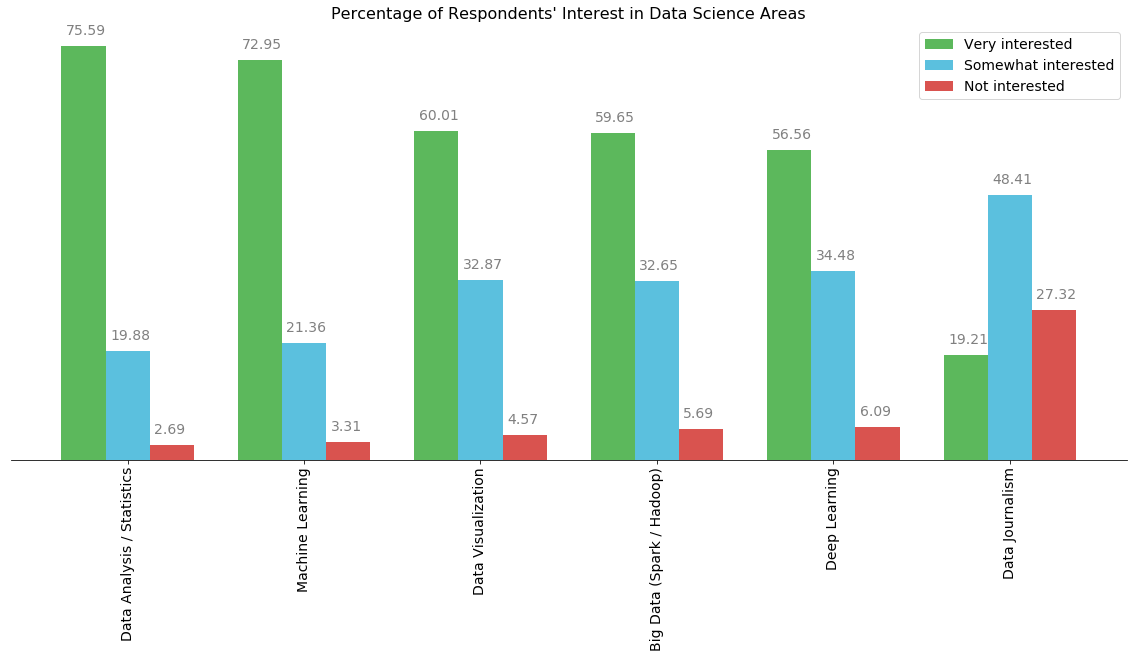 Percentage of Respondents' Interest in Data Science Areas
Very interested
Somewhat interested
Not interested
75.59
19.88
2.69
72.95
21.36
3.31
60.01
32.87
4.57
59.65
32.65
5.69
56.56
34.48
6.09
19.21
48.41
27.32
Data Analysis / Statistics
Machine Learning
Data Visualization
Big Data (Spark / Hadoop)
Deep Learning
Data Journalism